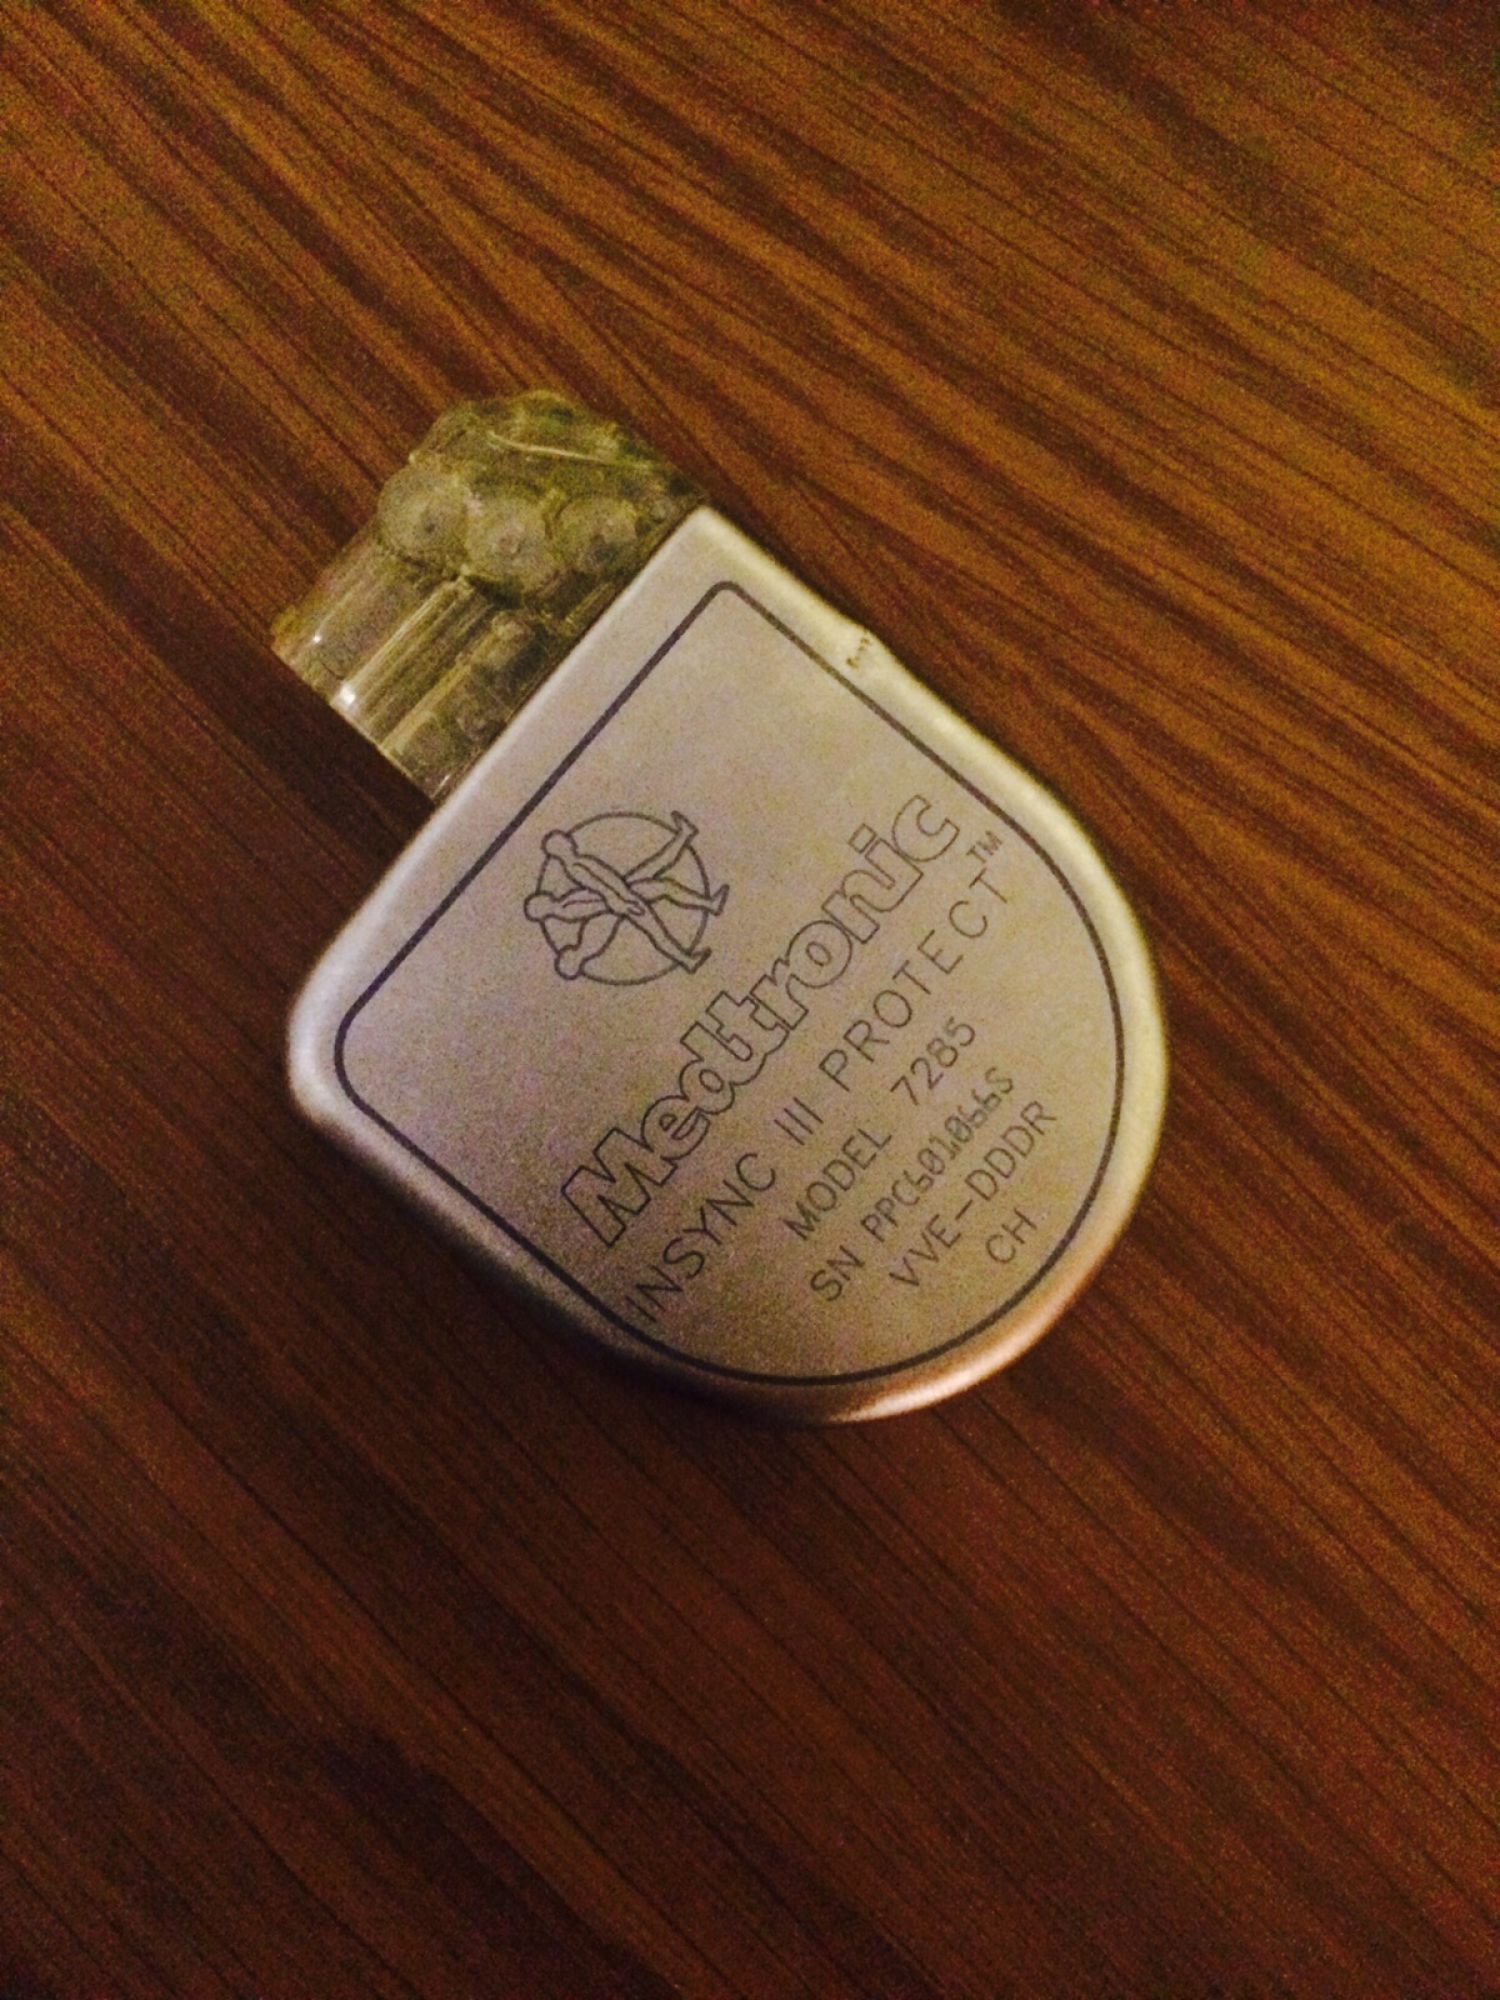 Medtronic
INSYNC III PROTECT™
MODEL 7285
SN PPC601066S
VVE-DDDR
CH